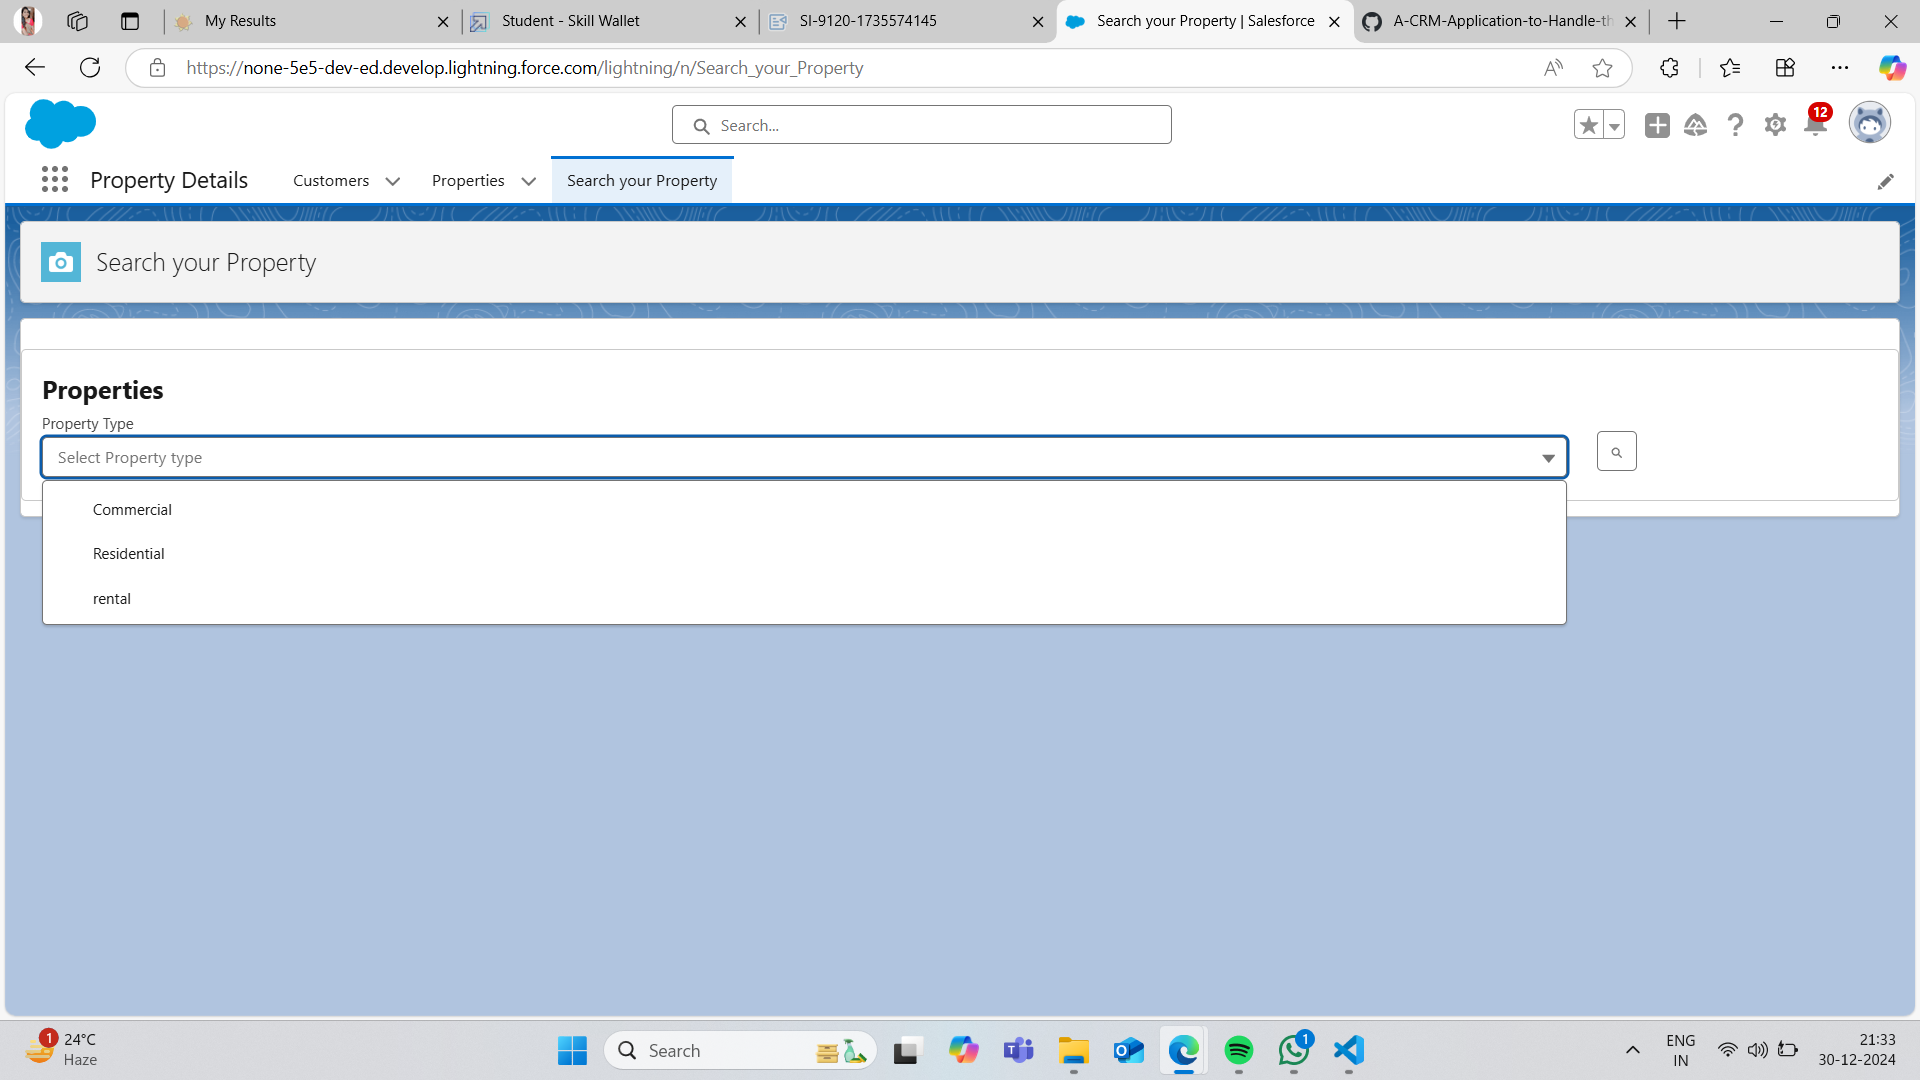 My Results
Student - Skill Wallet
SI-9120-1735574145
Search your Property | Salesforce
A-CRM-Application-to-Handle-th
https://none-5e5-dev-ed.develop.lightning.force.com/lightning/n/Search_your_Property
Search...
12
Property Details
Customers
Properties
Search your Property
Search your Property
Properties
Property Type
Select Property type
Commercial
Residential
rental
1
24°C
Haze
Search
1
ENG
IN
21:33
30-12-2024